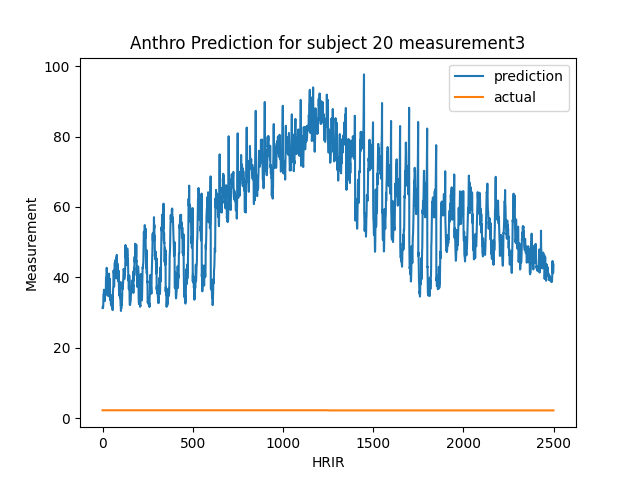 Anthro Prediction for subject 20 measurement3
prediction
actual
100
80
60
40
20
0
Measurement
0 500 1000 1500 2000 2500
HRIR